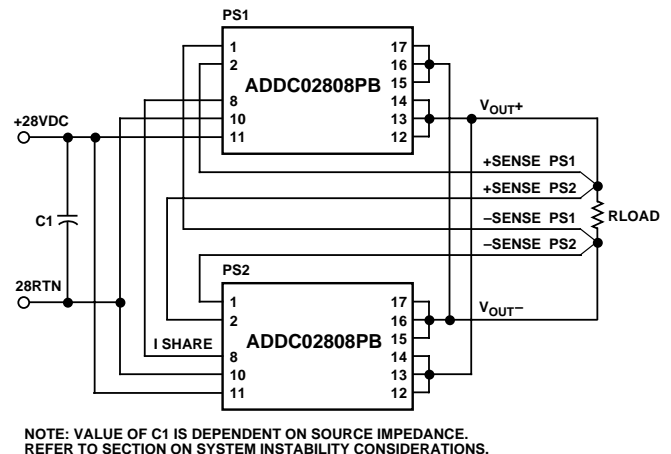 PS1
1
2
8
10
11
ADDC02808PB
17
16
15
14
13
12
+28VDC
C1
28RTN
VOUT+
+SENSE PS1
+SENSE PS2
–SENSE PS1
–SENSE PS2
RLOAD
PS2
1
2
8
10
11
I SHARE
ADDC02808PB
17
16
15
14
13
12
VOUT–
NOTE: VALUE OF C1 IS DEPENDENT ON SOURCE IMPEDANCE.
REFER TO SECTION ON SYSTEM INSTABILITY CONSIDERATIONS.